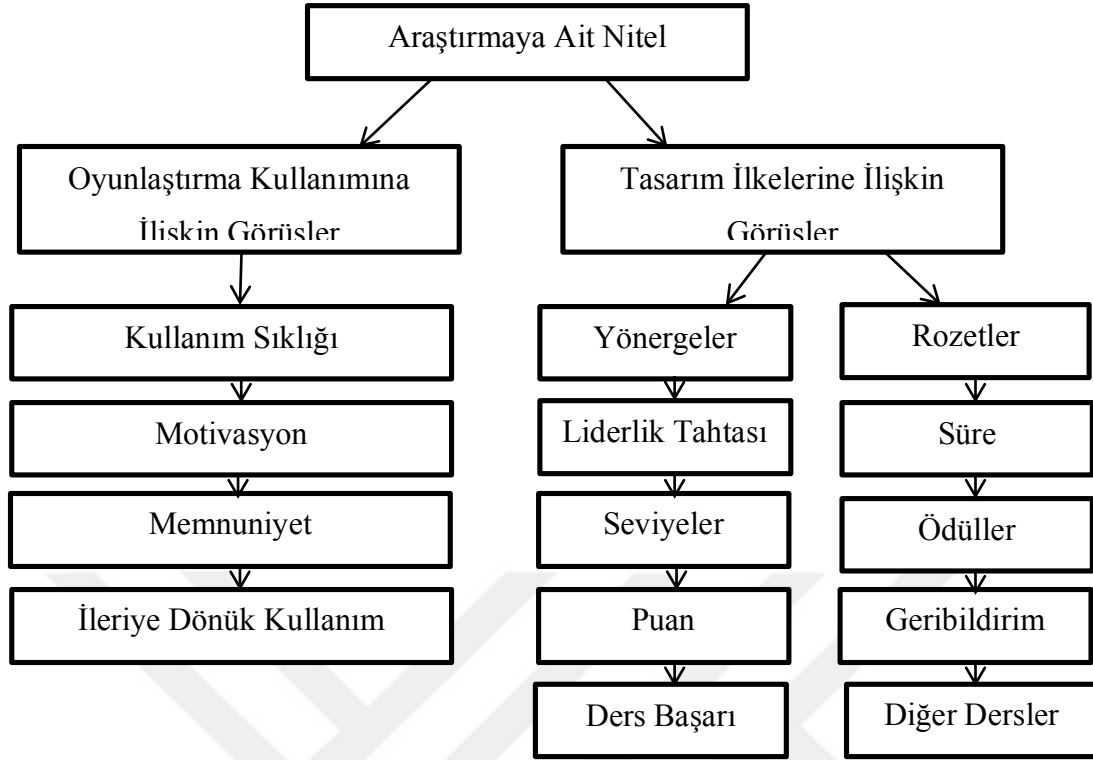 Araştırmaya Ait Nitel
Oyunlaştırma Kullanımına
İlişkin Görüşler
Tasarım İlkelerine İlişkin
Görüşler
Kullanım Sıklığı
Motivasyon
Memnuniyet
İleriye Dönük Kullanım
Yönergeler
Liderlik Tahtası
Seviyeler
Puan
Ders Başarı
Rozetler
Süre
Ödüller
Geribildirim
Diğer Dersler